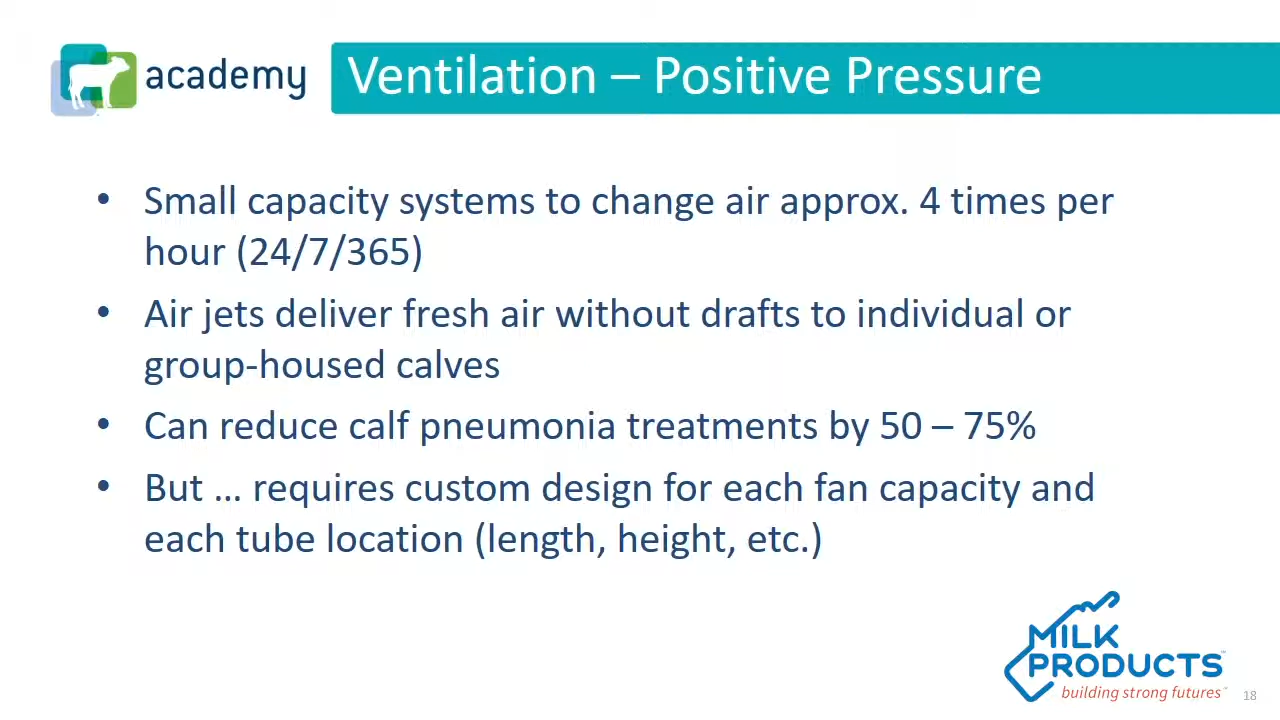 academy
Ventilation – Positive Pressure
• Small capacity systems to change air approx. 4 times per
hour (24/7/365)
• Air jets deliver fresh air without drafts to individual or
group-housed calves
• Can reduce calf pneumonia treatments by 50 – 75%
• But … requires custom design for each fan capacity and
each tube location (length, height, etc.)
MILK
PRODUCTS™
building strong futures™
18